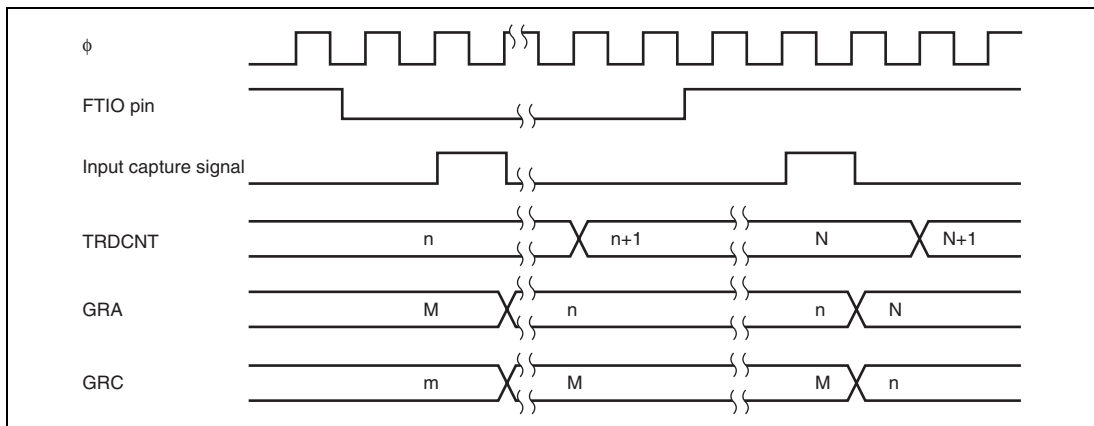 ϕ
FTIO pin
Input capture signal
TRDCNT n n+1 N N+1
GRA M n n N
GRC m M M n